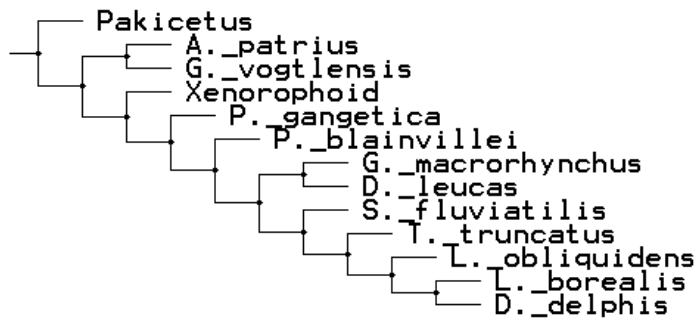 Pakicetus
A._patrius
G._vogtlensis
Xenorophoid
P._gangetica
P._blainvillei
G._macrorhynchus
D._leucas
S._fluviatilis
T._truncatus
L._obliquidens
L._borealis
D._delphis